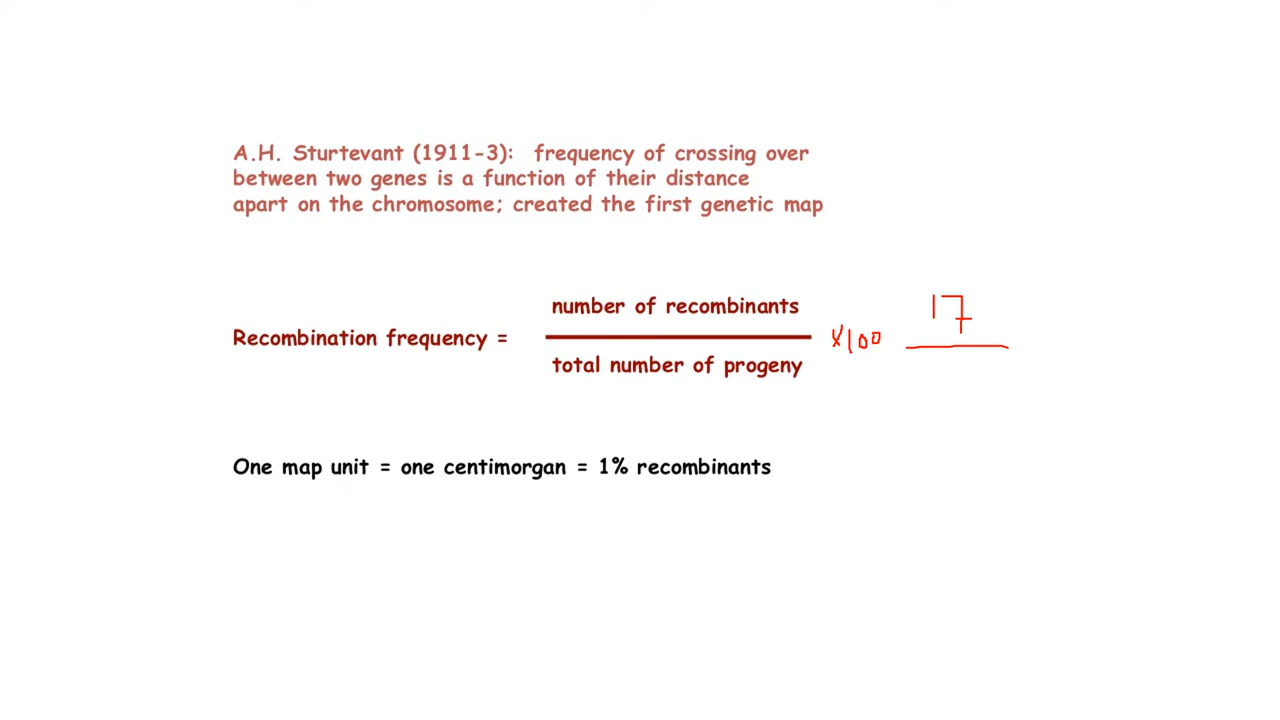 A.H. Sturtevant (1911-3): frequency of crossing over
between two genes is a function of their distance
apart on the chromosome; created the first genetic map
number of recombinants
Recombination frequency =
total number of progeny
x100
17
One map unit = one centimorgan = 1% recombinants